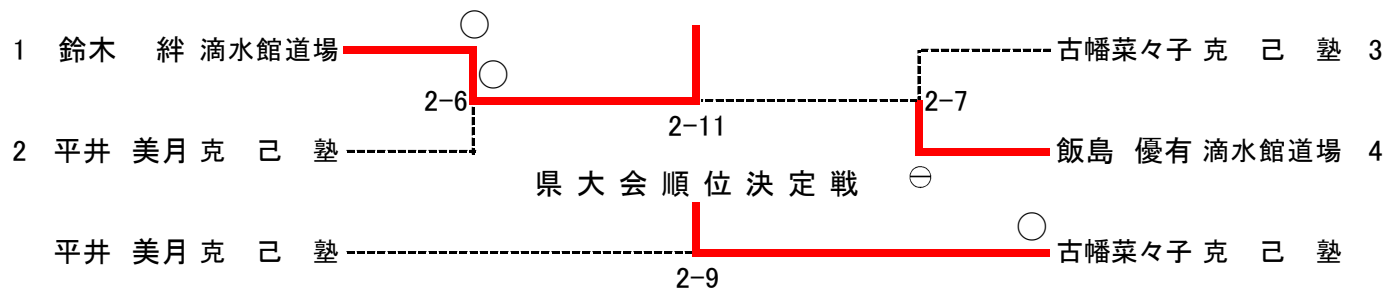 1 鈴木 絆 滴水館道場
古幡菜々子 克 己 塾 3
2-6
2-7
2-11
2 平井 美月 克 己 塾
飯島 優有 滴水館道場 4
県大会順位決定戦
平井 美月 克 己 塾
古幡菜々子 克 己 塾
2-9